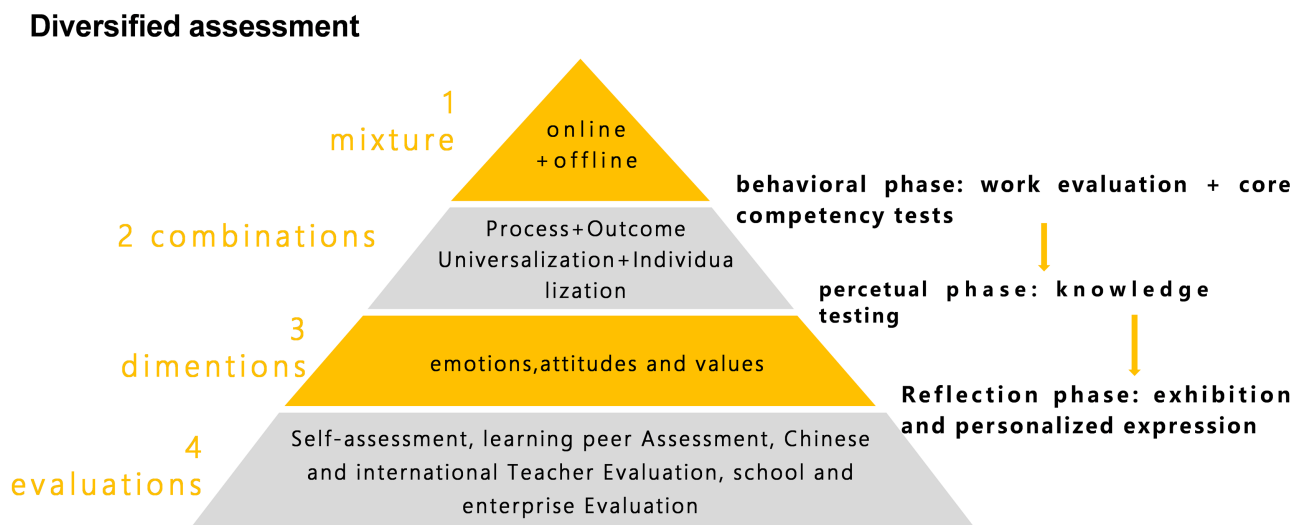 Diversified assessment
1
mixture
online
+offline
2 combinations
Process+Outcome
Universalization+Individua
lization
3
dimentions
emotions,attitudes and values
4
evaluations
Self-assessment, learning peer Assessment, Chinese
and international Teacher Evaluation, school and
enterprise Evaluation
behavioral phase: work evaluation + core
competency tests
percetual phase: knowledge
testing
Reflection phase: exhibition
and personalized expression